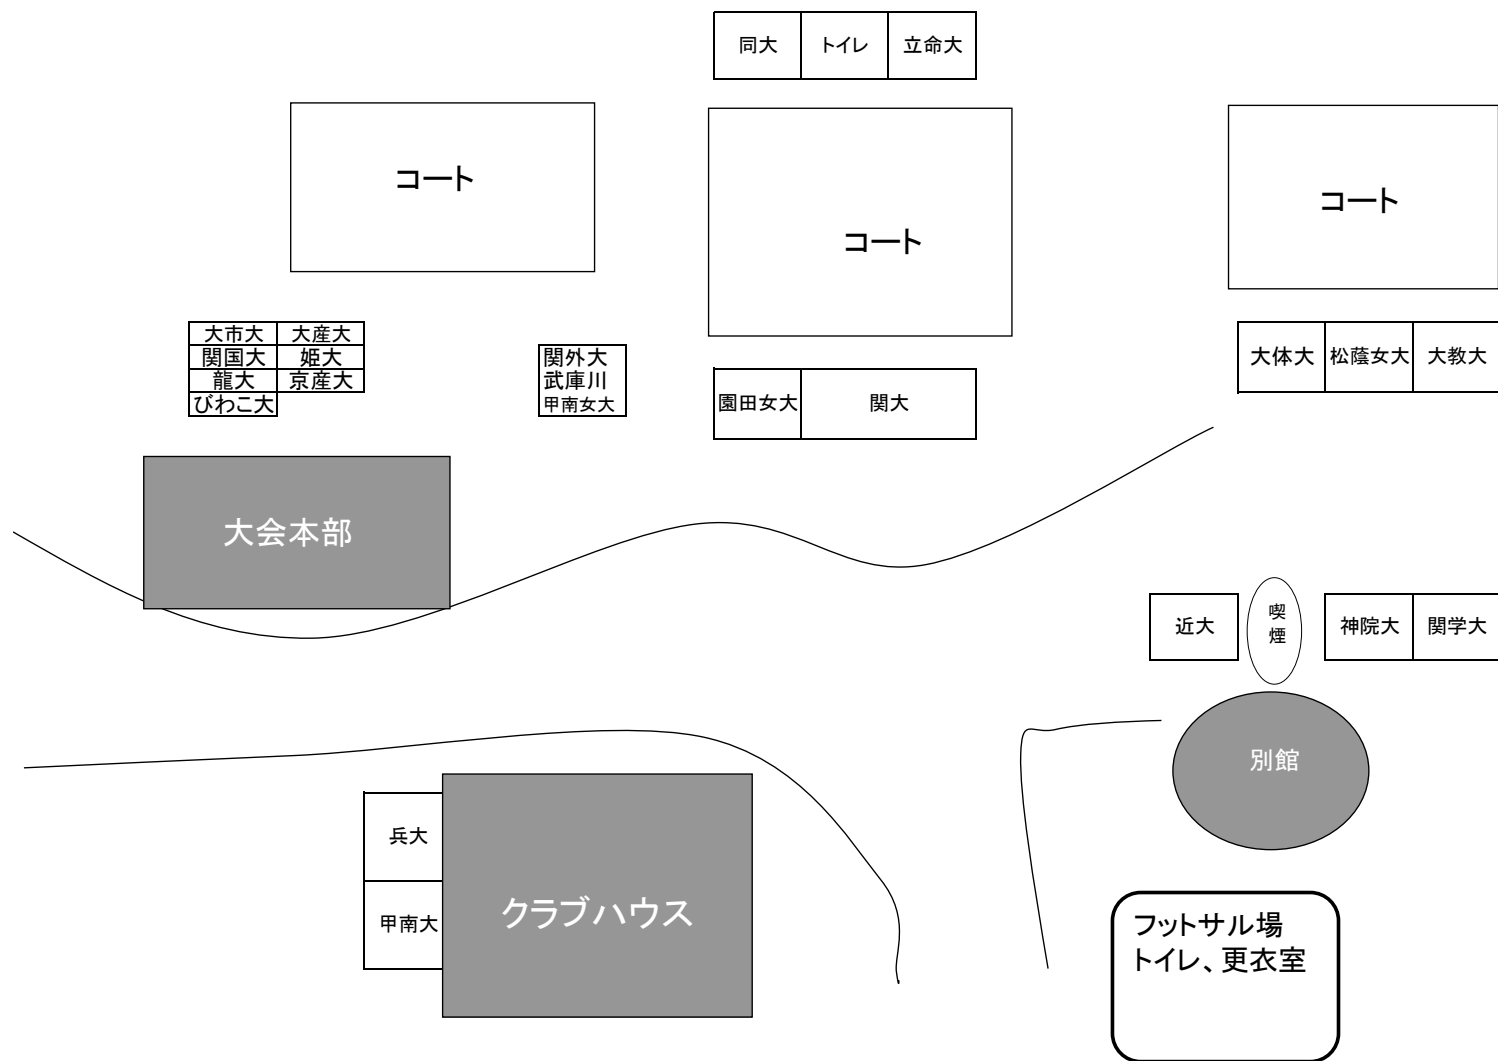 同大 トイレ 立命大
コート
コート
コート
大市大 大産大
関国大 姫大
龍大 京産大
びわこ大
関外大
武庫川
甲南女大
園田女大 関大
大体大 松蔭女大 大教大
大会本部
近大
喫
煙
神院大 関学大
別館
兵大
甲南大
クラブハウス
フットサル場
トイレ、更衣室